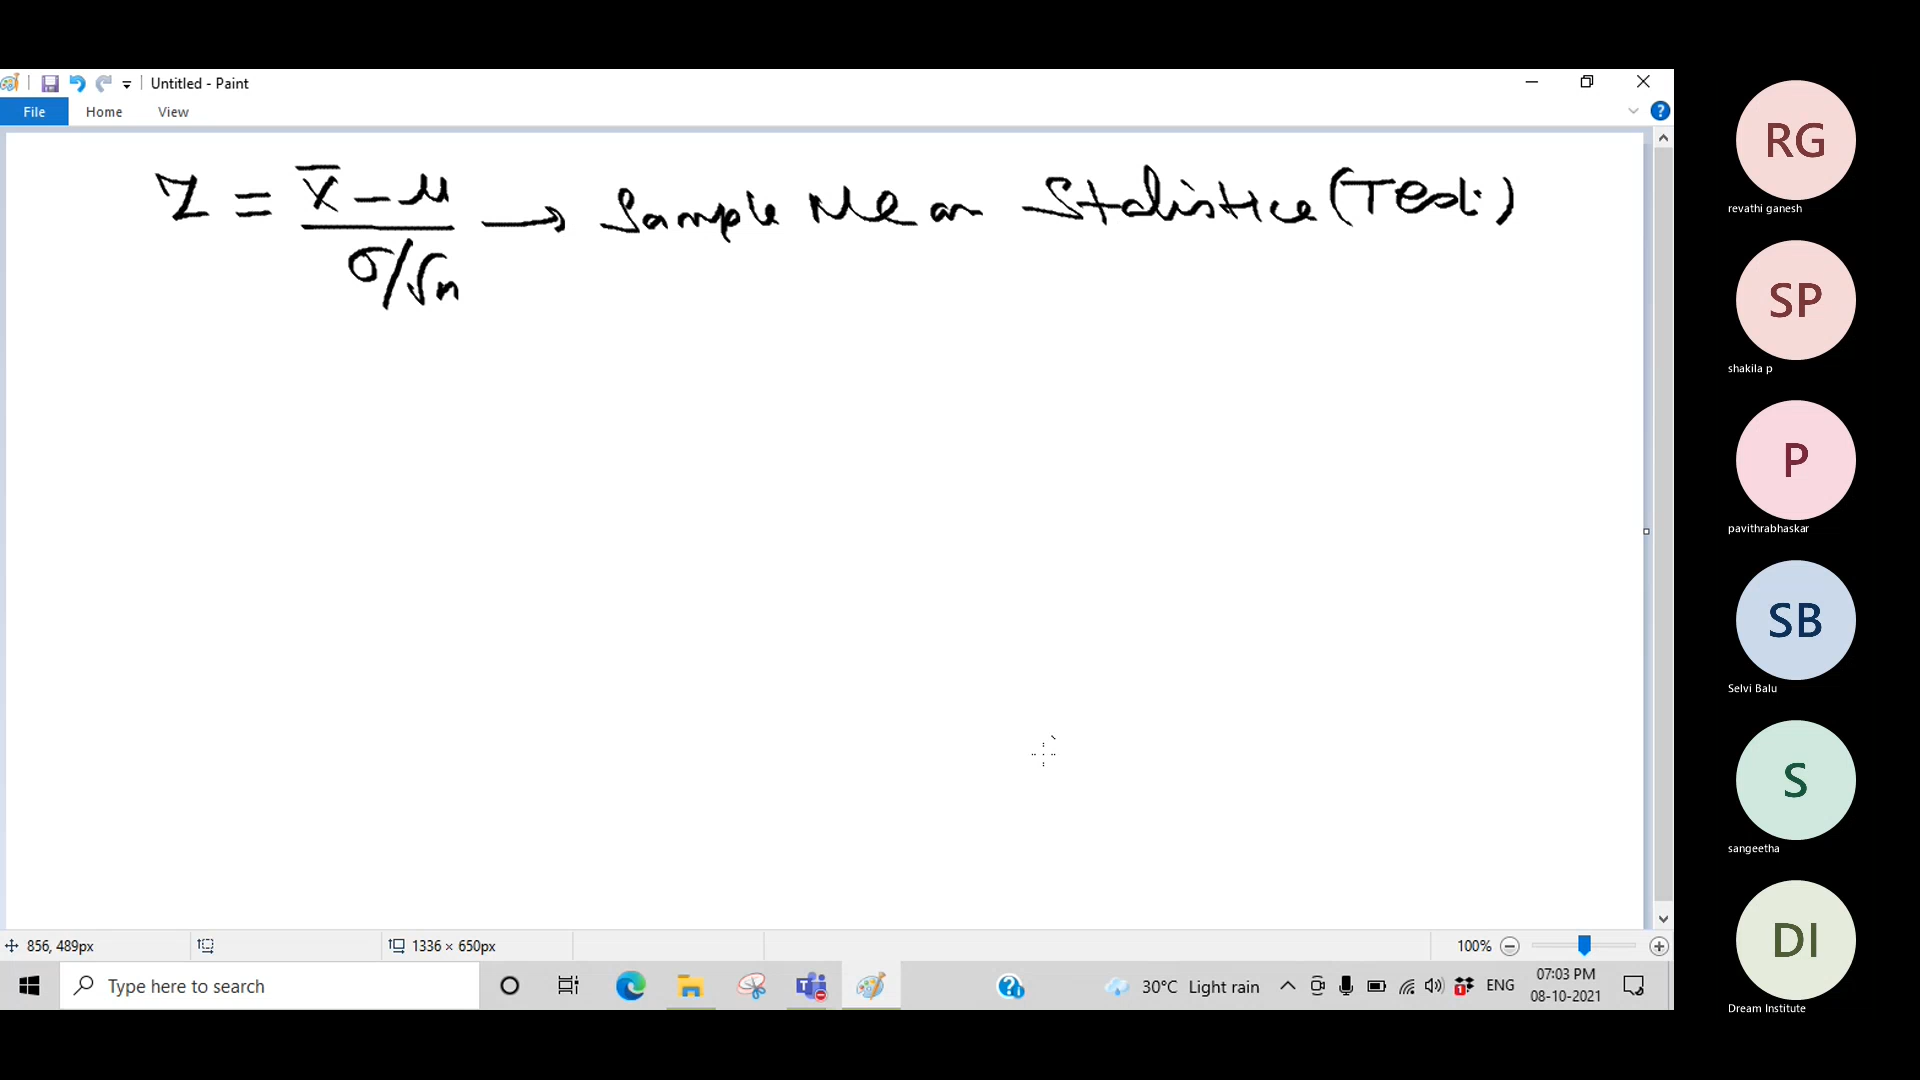 Untitled - Paint
File Home View
Z = x̄ - μ / σ/√n → Sample Mean Statistics (Test)
856, 489px
1336 × 650px
100%
Type here to search
30°C Light rain
ENG
07:03 PM
08-10-2021
RG
revathi ganesh
SP
shakila p
P
pavithrabhaskar
SB
Selvi Balu
S
sangeetha
DI
Dream Institute